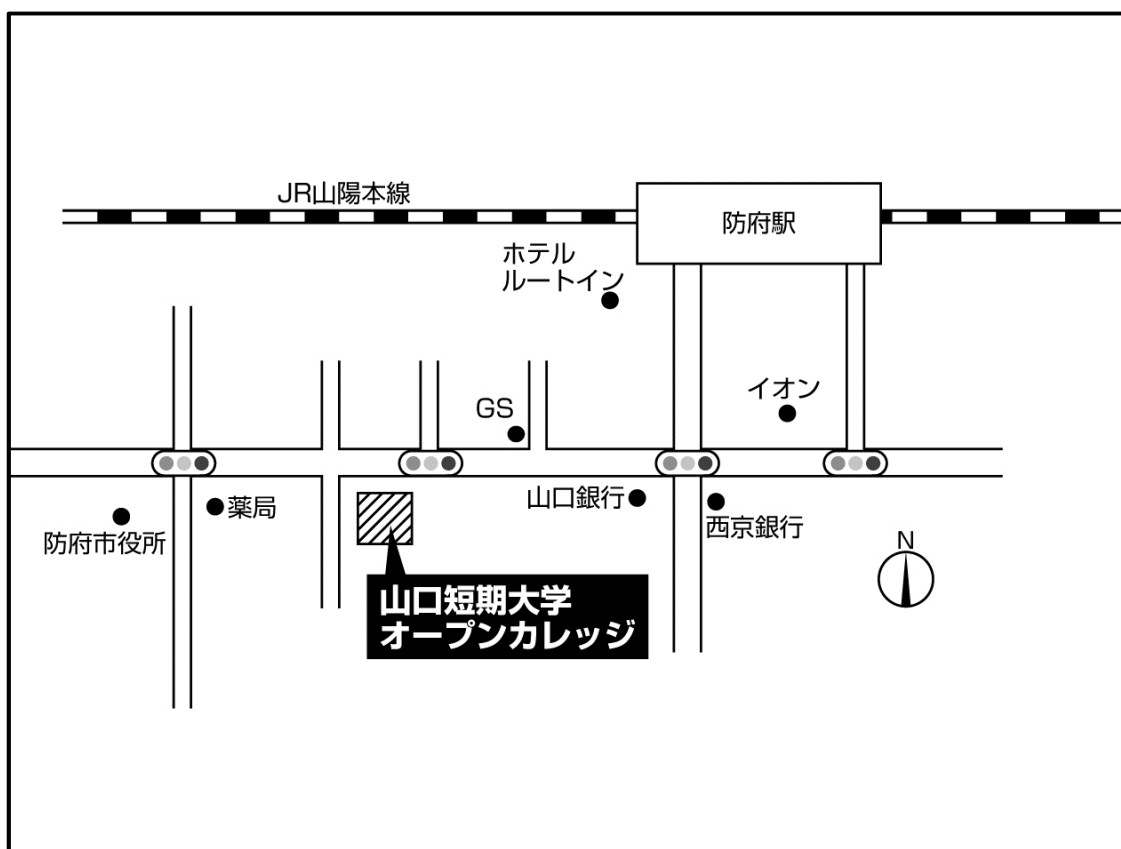 JR山陽本線
防府駅
ホテル
ルートイン
イオン
GS
山口銀行
西京銀行
薬局
防府市役所
N
山口短期大学
オープンカレッジ